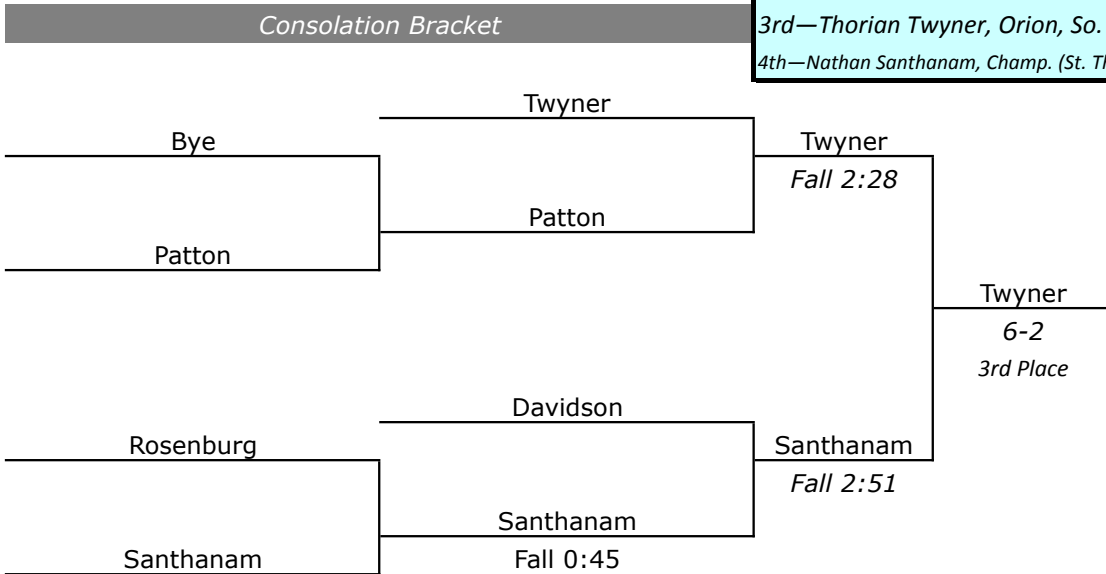 Consolation Bracket
3rd—Thorian Twyner, Orion, So.
4th—Nathan Santhanam, Champ. (St.
Twyner
Bye
Twyner
Fall 2:28
Patton
Patton
Twyner
6-2
3rd Place
Davidson
Rosenburg
Santhanam
Fall 2:51
Santhanam
Fall 0:45
Santhanam